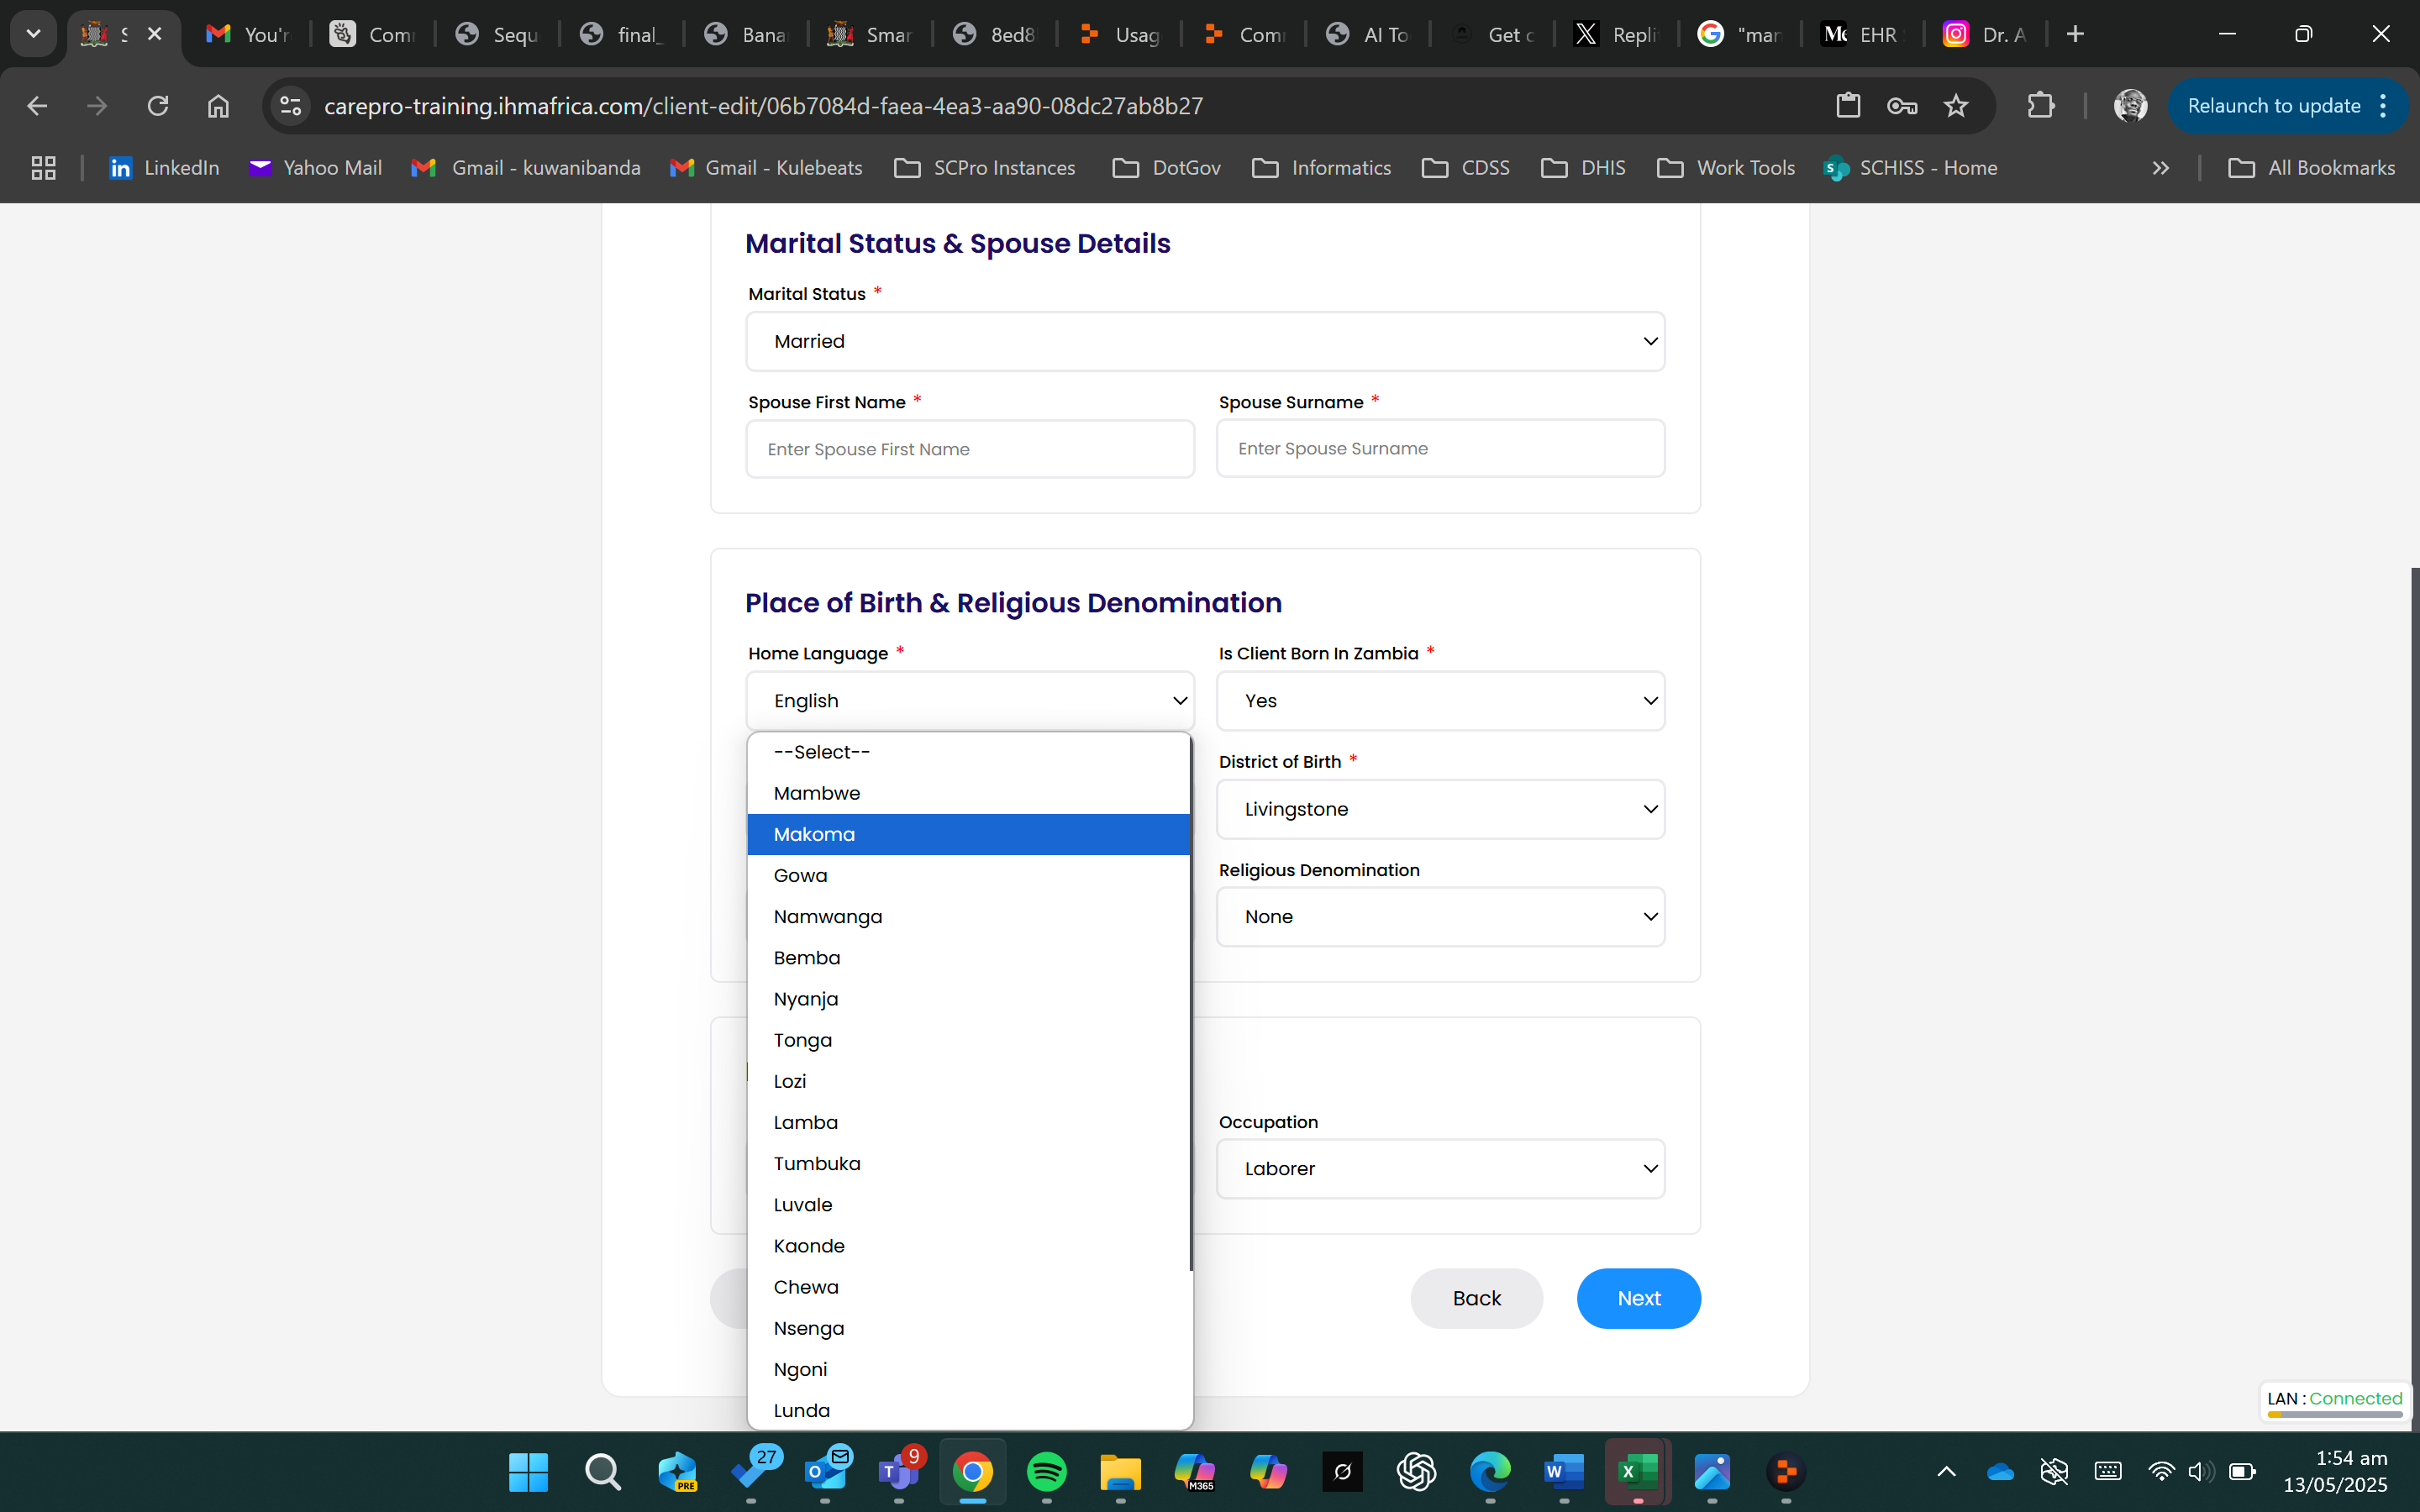 You'r
Com
Sequ
final_
Bana
Smar
8ed8
Usag
Com
AI To
Get c
Repli
"mar
EHR
Dr. A
carepro-training.ihmafrica.com/client-edit/06b7084d-faea-4ea3-aa90-08dc27ab8b27
Relaunch to update
LinkedIn
Yahoo Mail
Gmail - kuwanibanda
Gmail - Kulebeats
SCPro Instances
DotGov
Informatics
CDSS
DHIS
Work Tools
SCHISS - Home
All Bookmarks
Marital Status & Spouse Details
Marital Status *
Married
Spouse First Name *
Spouse Surname *
Enter Spouse First Name
Enter Spouse Surname
Place of Birth & Religious Denomination
Home Language *
Is Client Born In Zambia *
English
Yes
--Select--
Mambwe
Makoma
Gowa
Namwanga
Bemba
Nyanja
Tonga
Lozi
Lamba
Tumbuka
Luvale
Kaonde
Chewa
Nsenga
Ngoni
Lunda
District of Birth *
Livingstone
Religious Denomination
None
Occupation
Laborer
Back
Next
LAN : Connected
PRE
27
9
M365
1:54 am
13/05/2025